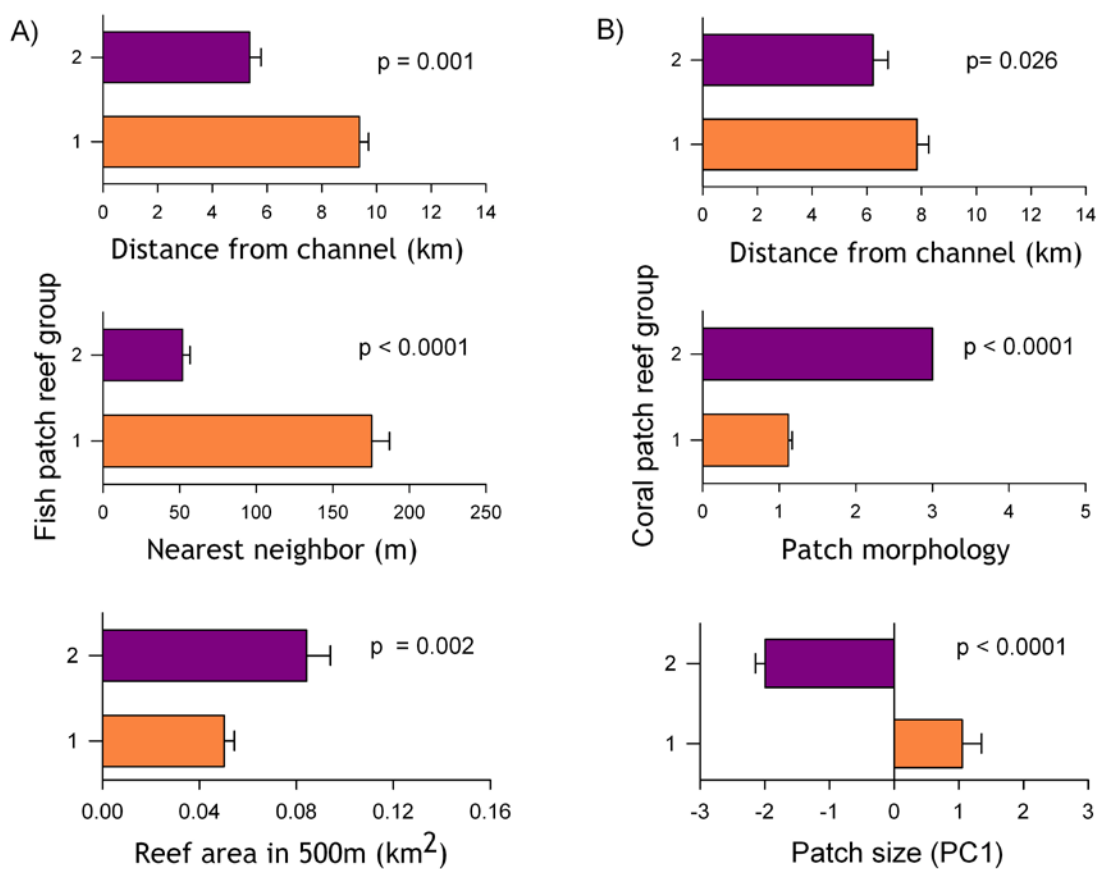 A)
2
p = 0.001
1
0 2 4 6 8 10 12 14
Distance from channel (km)
Fish patch reef group
2
p < 0.0001
1
0 50 100 150 200 250
Nearest neighbor (m)
2
p = 0.002
1
0.00 0.04 0.08 0.12 0.16
Reef area in 500m (km²)
B)
2
p= 0.026
1
0 2 4 6 8 10 12 14
Distance from channel (km)
Coral patch reef group
2
p < 0.0001
1
0 1 2 3 4 5
Patch morphology
2
p < 0.0001
1
-3 -2 -1 0 1 2 3
Patch size (PC1)